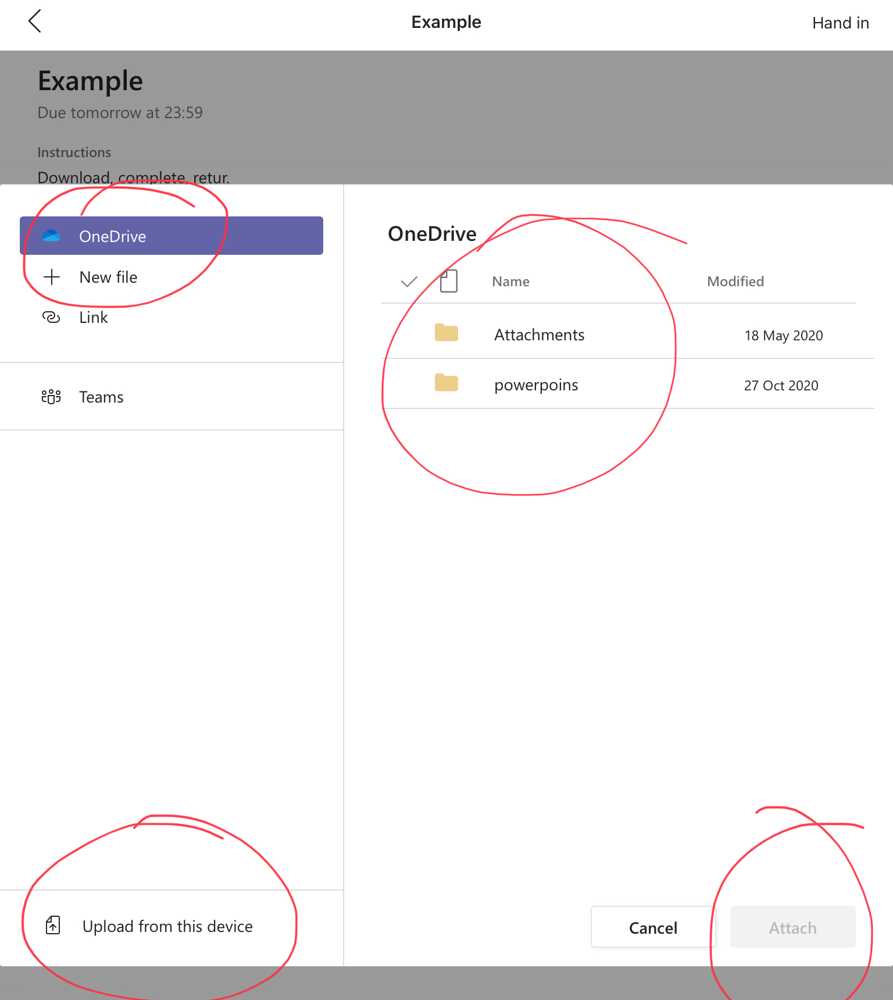 Example
Hand in
Example
Due tomorrow at 23:59
Instructions
Download, complete, retur.
OneDrive
New file
Link
Teams
Upload from this device
OneDrive
Name Modified
Attachments 18 May 2020
powerpoins 27 Oct 2020
Cancel Attach